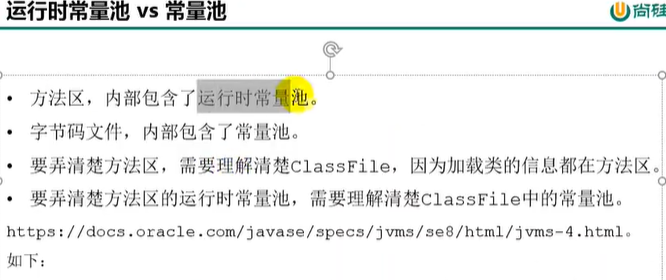 运行时常量池 vs 常量池
尚硅
• 方法区，内部包含了运行时常量池。
• 字节码文件，内部包含了常量池。
• 要弄清楚方法区，需要理解清楚ClassFile，因为加载类的信息都在方法区。
• 要弄清楚方法区的运行时常量池，需要理解清楚ClassFile中的常量池。
https://docs.oracle.com/javase/specs/jvms/se8/html/jvms-4.html。
如下：